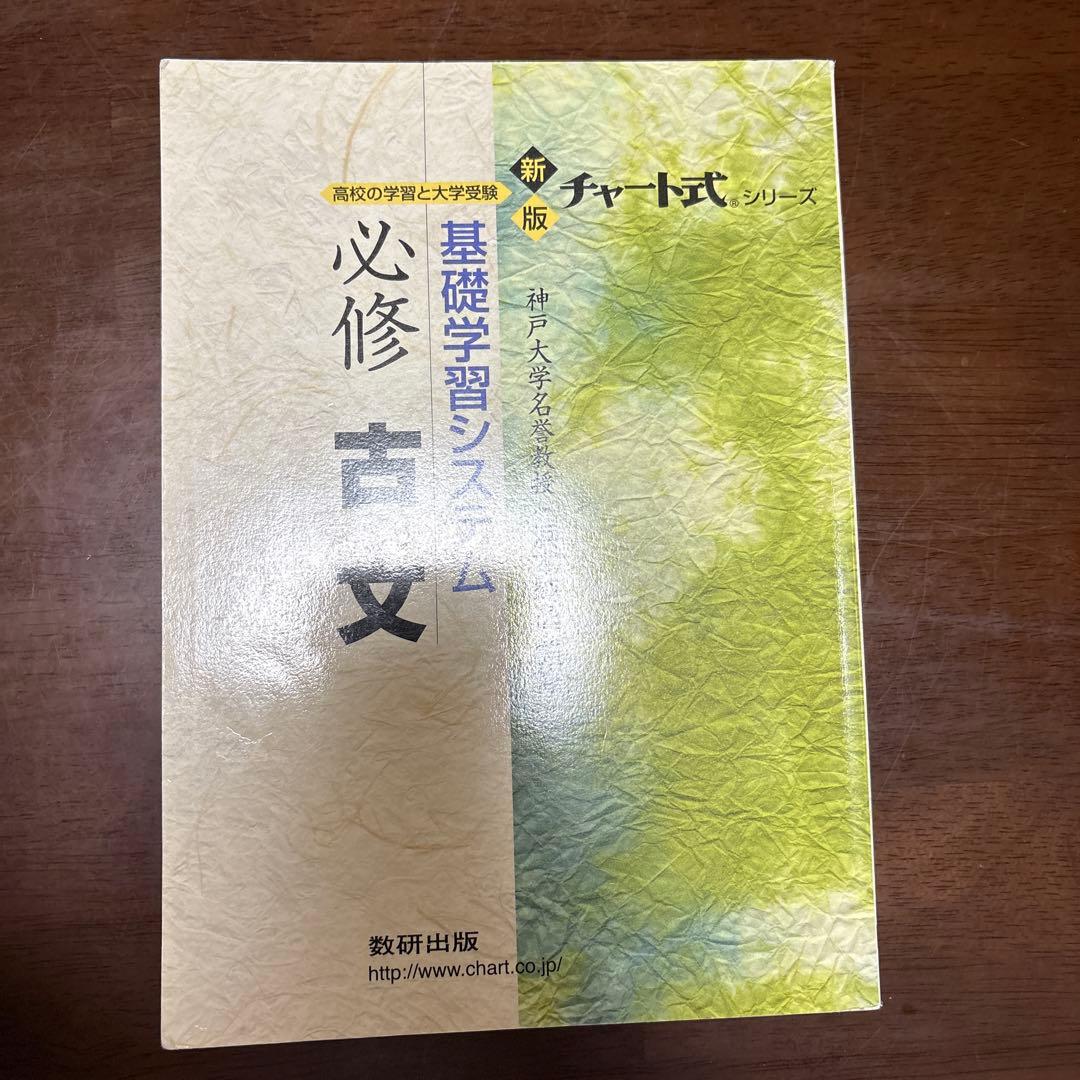 新版
チャート式®シリーズ
神戸大学名誉教授
高校の学習と大学受験
基礎学習システム
必修 古文
数研出版
http://www.chart.co.jp/